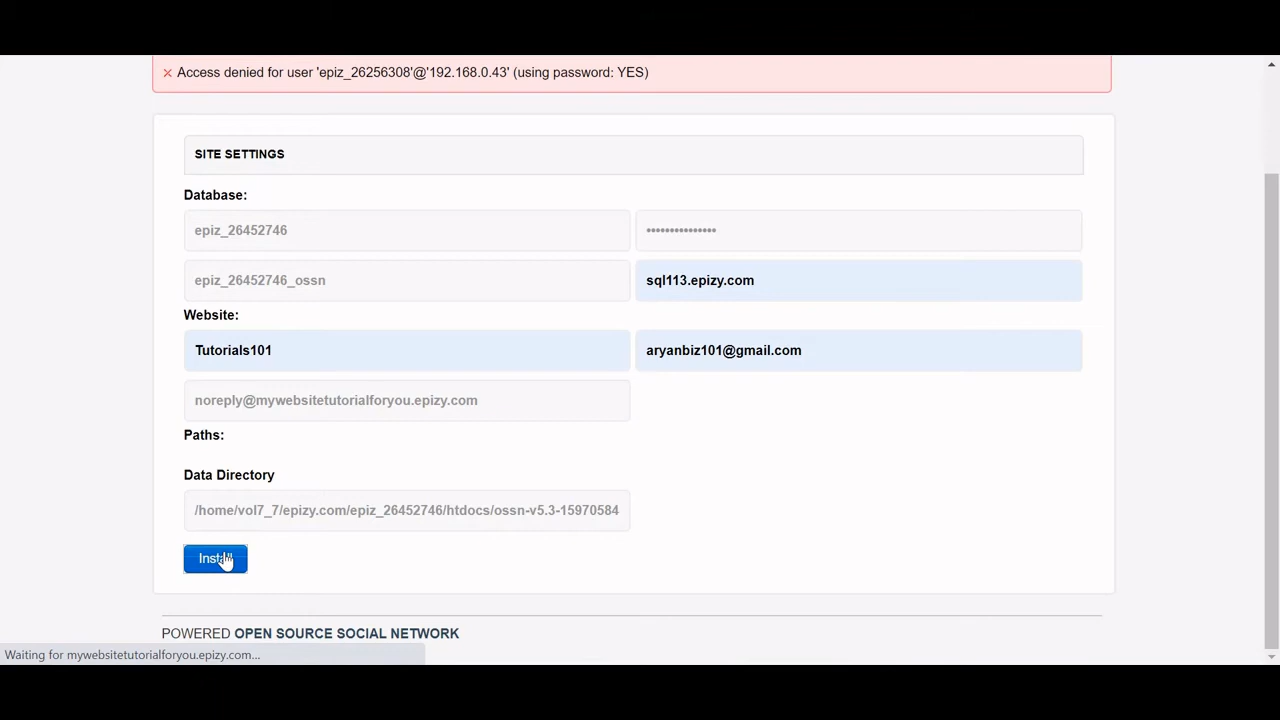 × Access denied for user 'epiz_26256308'@'192.168.0.43' (using password: YES)
SITE SETTINGS
Database:
epiz_26452746 •••••••••••••••
epiz_26452746_ossn sql113.epizy.com
Website:
Tutorials101 aryanbiz101@gmail.com
noreply@mywebsitetutorialforyou.epizy.com
Paths:
Data Directory
/home/vol7_7/epizy.com/epiz_26452746/htdocs/ossn-v5.3-15970584
Install
POWERED OPEN SOURCE SOCIAL NETWORK
Waiting for mywebsitetutorialforyou.epizy.com...